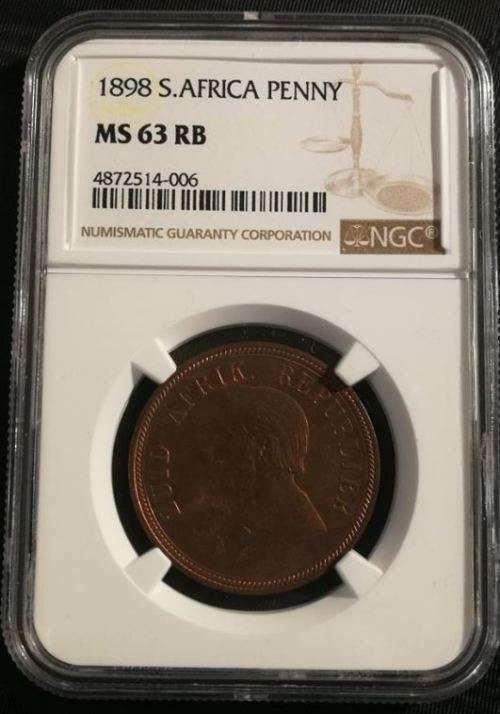 1898 S.AFRICA PENNY
MS 63 RB
4872514-006
NUMISMATIC GUARANTY CORPORATION
NGC®
ZUID AFRIK. REPUBLIEK